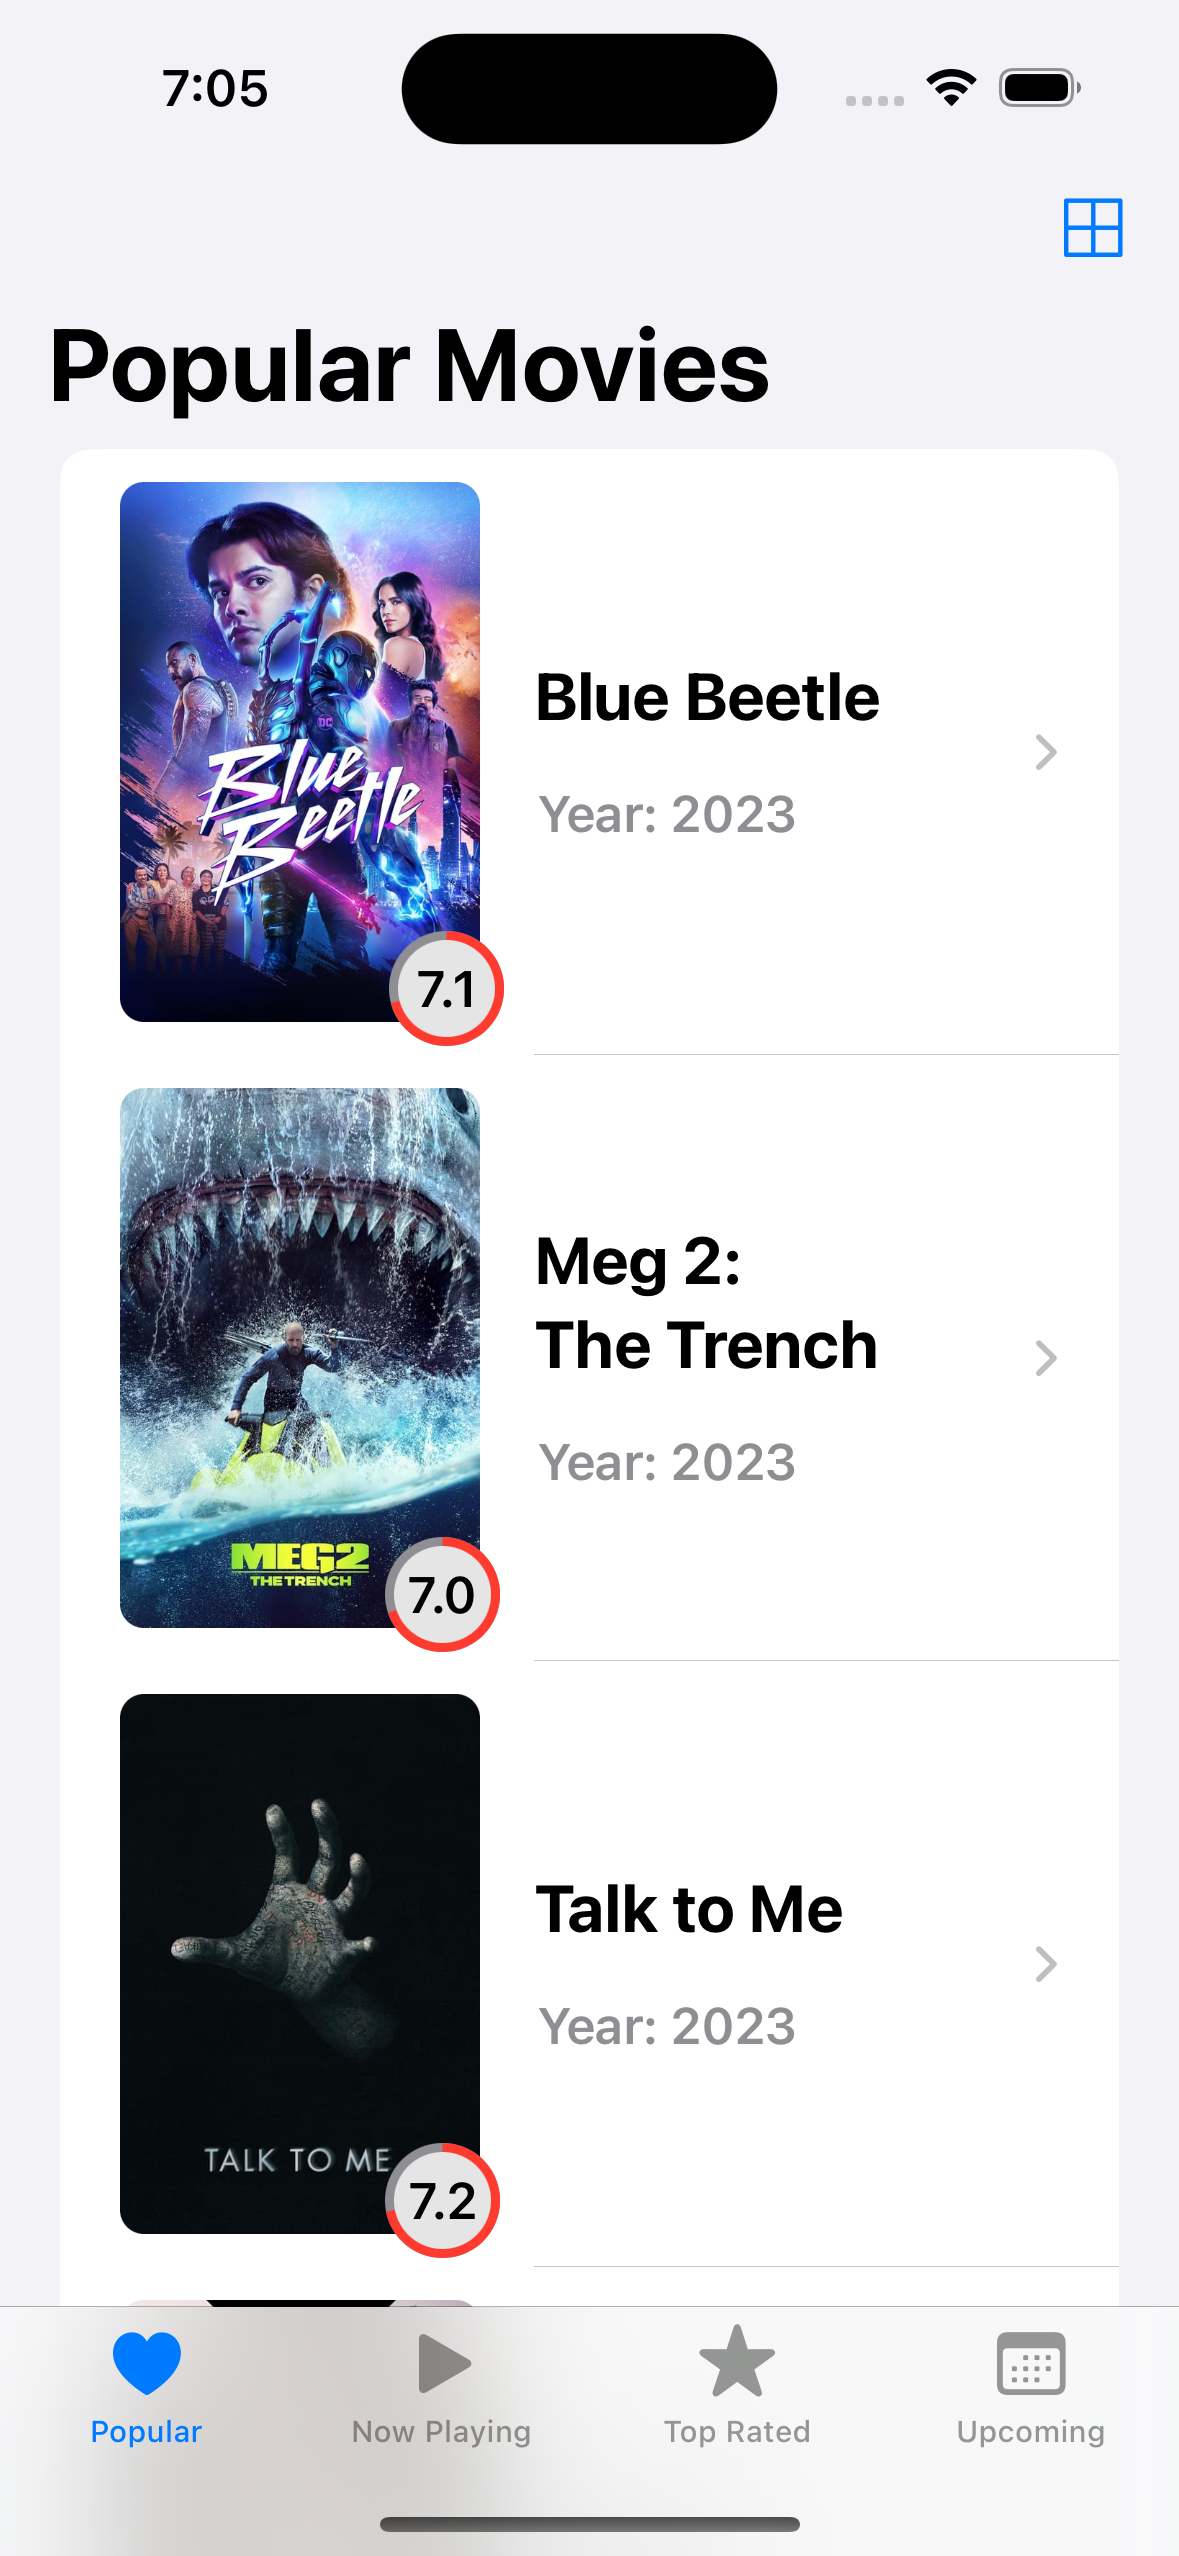 7:05
Popular Movies
DC
Blue
Beetle
7.1
Blue Beetle
Year: 2023
MEG2
THE TRENCH
7.0
Meg 2:
The Trench
Year: 2023
TALK TO ME
7.2
Talk to Me
Year: 2023
Popular
Now Playing
Top Rated
Upcoming